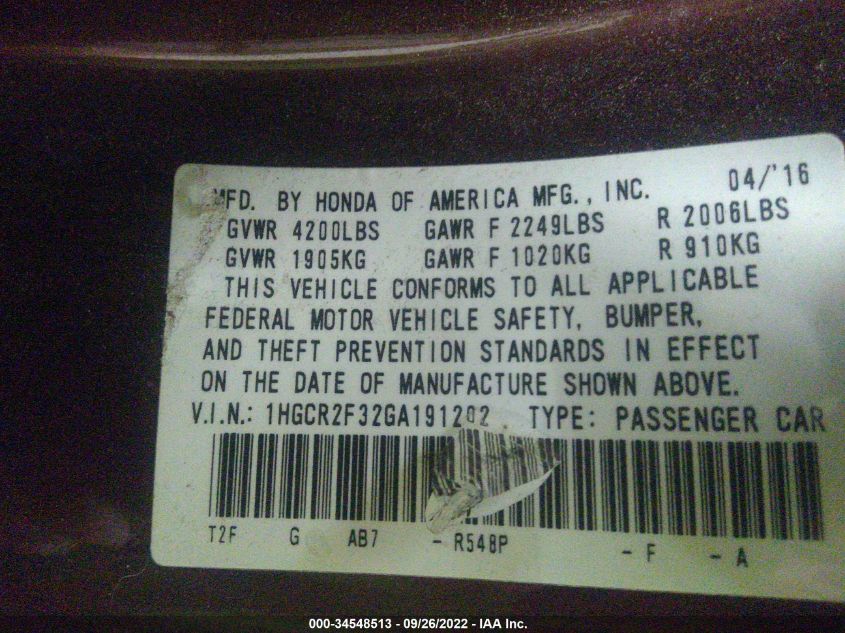 MFD. BY HONDA OF AMERICA MFG., INC. 04/'16
GVWR 4200LBS GAWR F 2249LBS R 2006LBS
GVWR 1905KG GAWR F 1020KG R 910KG
THIS VEHICLE CONFORMS TO ALL APPLICABLE
FEDERAL MOTOR VEHICLE SAFETY, BUMPER,
AND THEFT PREVENTION STANDARDS IN EFFECT
ON THE DATE OF MANUFACTURE SHOWN ABOVE.
V.I.N.: 1HGCR2F32GA191202 TYPE: PASSENGER CAR
T2F G AB7 - R548P - F - A
000-34548513 - 09/26/2022 - IAA Inc.